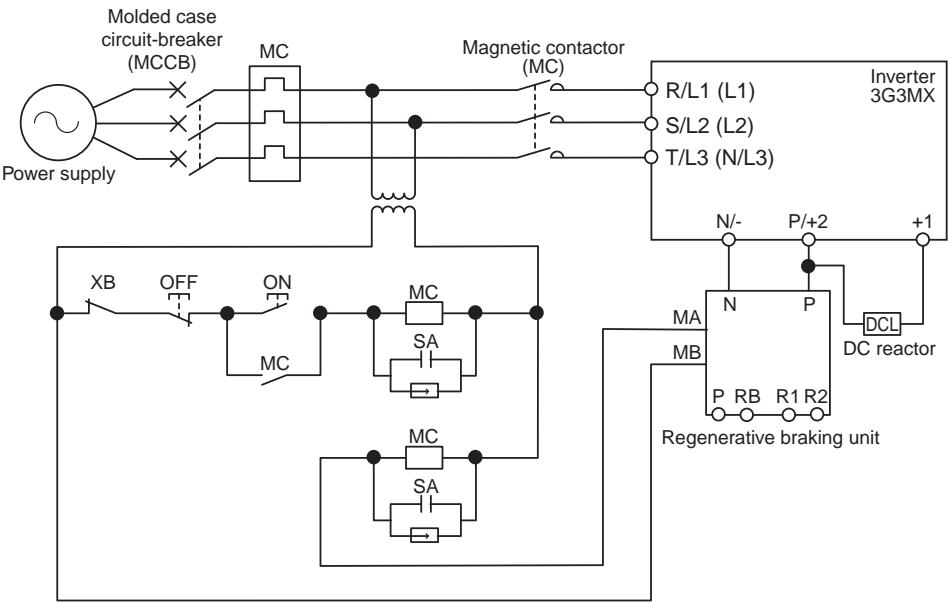 Molded case
circuit-breaker
(MCCB)
MC
Magnetic contactor
(MC)
Inverter
3G3MX
R/L1 (L1)
S/L2 (L2)
T/L3 (N/L3)
Power supply
N/-
P/+2
+1
XB
OFF
ON
MC
SA
MC
N
P
MA
MB
DCL
DC reactor
P RB R1 R2
Regenerative braking unit
MC
SA